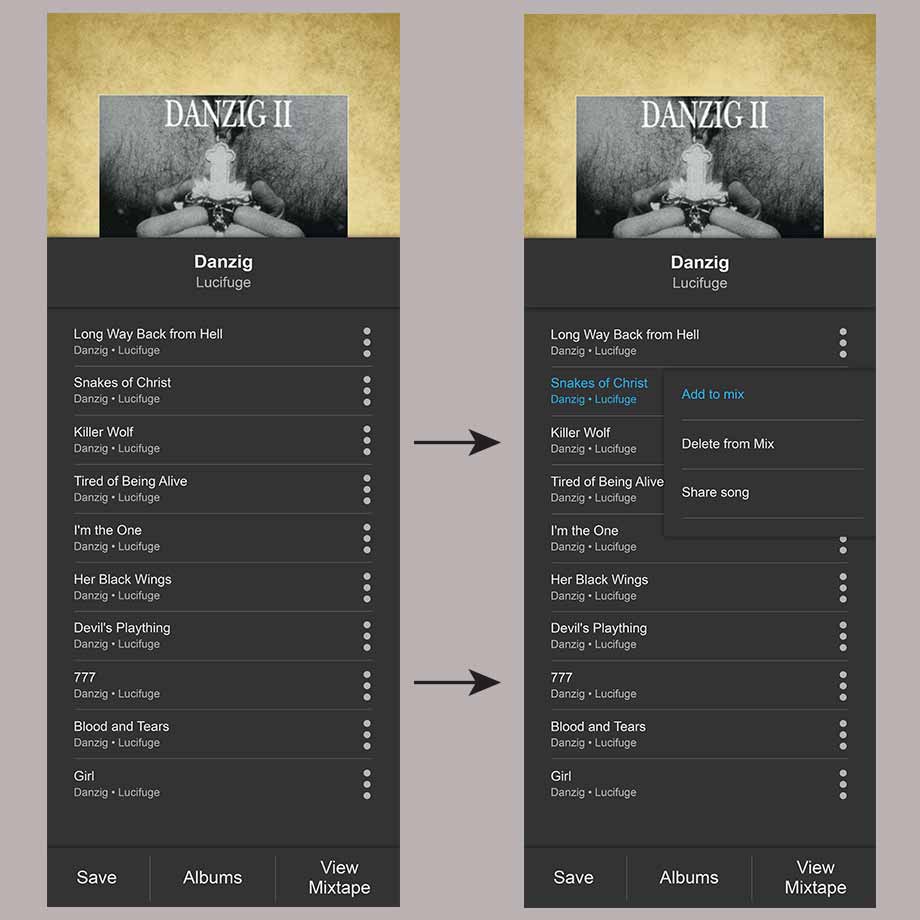 DANZIG II
Danzig
Lucifuge
Long Way Back from Hell
Danzig • Lucifuge
Snakes of Christ
Danzig • Lucifuge
Killer Wolf
Danzig • Lucifuge
Tired of Being Alive
Danzig • Lucifuge
I'm the One
Danzig • Lucifuge
Her Black Wings
Danzig • Lucifuge
Devil's Plaything
Danzig • Lucifuge
777
Danzig • Lucifuge
Blood and Tears
Danzig • Lucifuge
Girl
Danzig • Lucifuge
Save
Albums
View
Mixtape
DANZIG II
Danzig
Lucifuge
Long Way Back from Hell
Danzig • Lucifuge
Snakes of Christ
Danzig • Lucifuge
Add to mix
Delete from Mix
Share song
Killer Wolf
Danzig • Lucifuge
Tired of Being Alive
Danzig • Lucifuge
I'm the One
Danzig • Lucifuge
Her Black Wings
Danzig • Lucifuge
Devil's Plaything
Danzig • Lucifuge
777
Danzig • Lucifuge
Blood and Tears
Danzig • Lucifuge
Girl
Danzig • Lucifuge
Save
Albums
View
Mixtape